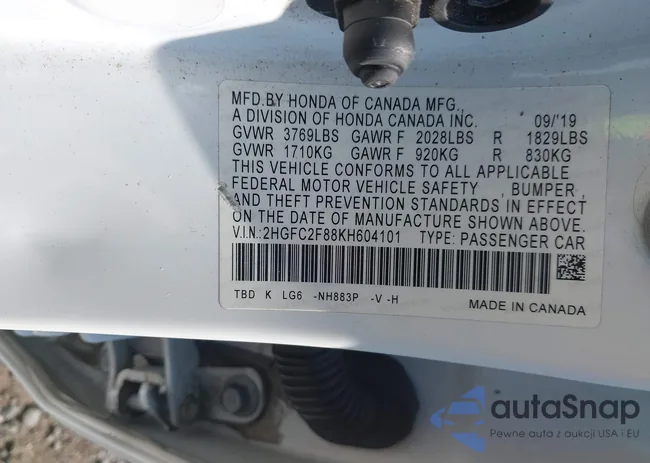 MFD.BY HONDA OF CANADA MFG.,
A DIVISION OF HONDA CANADA INC. 09/'19
GVWR 3769LBS GAWR F 2028LBS R 1829LBS
GVWR 1710KG GAWR F 920KG R 830KG
THIS VEHICLE CONFORMS TO ALL APPLICABLE
FEDERAL MOTOR VEHICLE SAFETY , BUMPER
AND THEFT PREVENTION STANDARDS IN EFFECT
ON THE DATE OF MANUFACTURE SHOWN ABOVE.
V.I.N.:2HGFC2F88KH604101 TYPE: PASSENGER CAR
TBD K LG6 -NH883P -V -H
MADE IN CANADA
autaSnap
Pewne auta z aukcji USA i EU